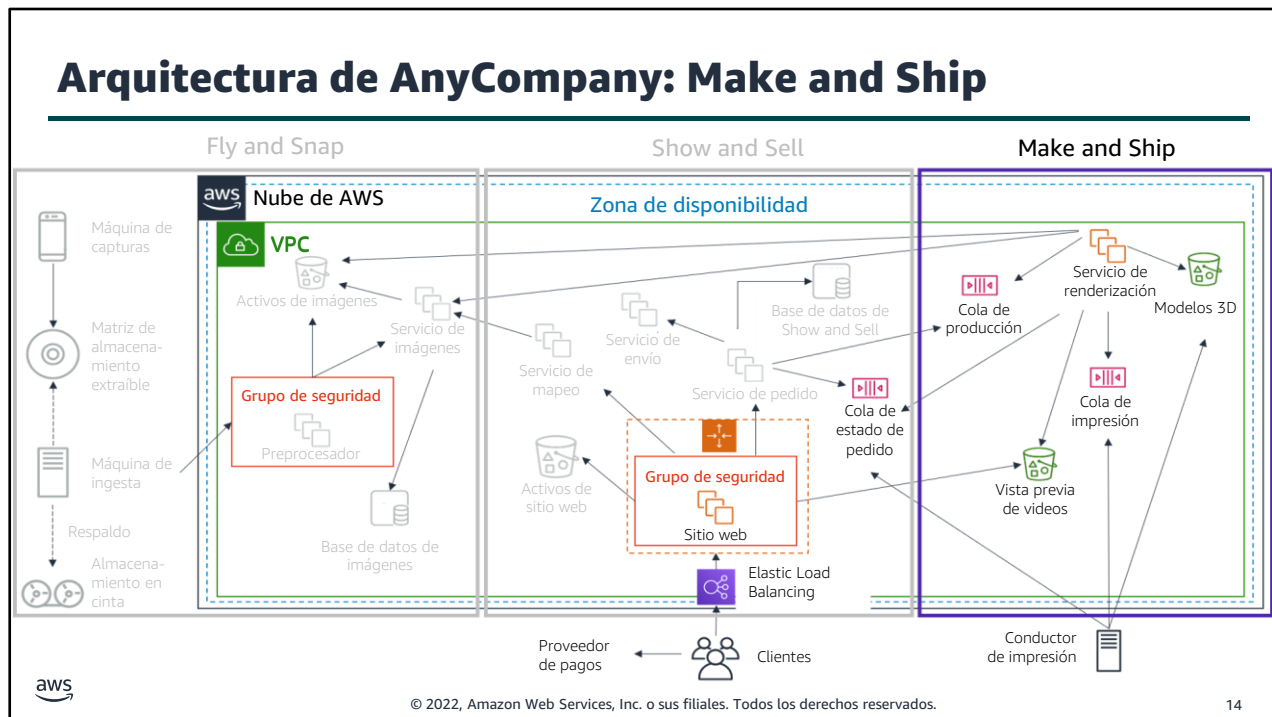 Arquitectura de AnyCompany: Make and Ship
Fly and Snap
Show and Sell
Make and Ship
aws
Nube de AWS
Zona de disponibilidad
VPC
Máquina de
capturas
Activos de imágenes
Servicio de
imágenes
Matriz de
almacena-
miento
extraíble
Grupo de seguridad
Preprocesador
Máquina de
ingesta
Respaldo
Almacena-
miento en
cinta
Base de datos de
imágenes
Servicio de
mapeo
Servicio de
envío
Base de datos de
Show and Sell
Servicio de pedido
Cola de
estado de
pedido
Activos de
sitio web
Grupo de seguridad
Sitio web
Elastic Load
Balancing
Cola de
producción
Servicio de
renderización
Modelos 3D
Cola de
impresión
Vista previa
de videos
Proveedor
de pagos
Clientes
Conductor
de impresión
aws
© 2022, Amazon Web Services, Inc. o sus filiales. Todos los derechos reservados.
14